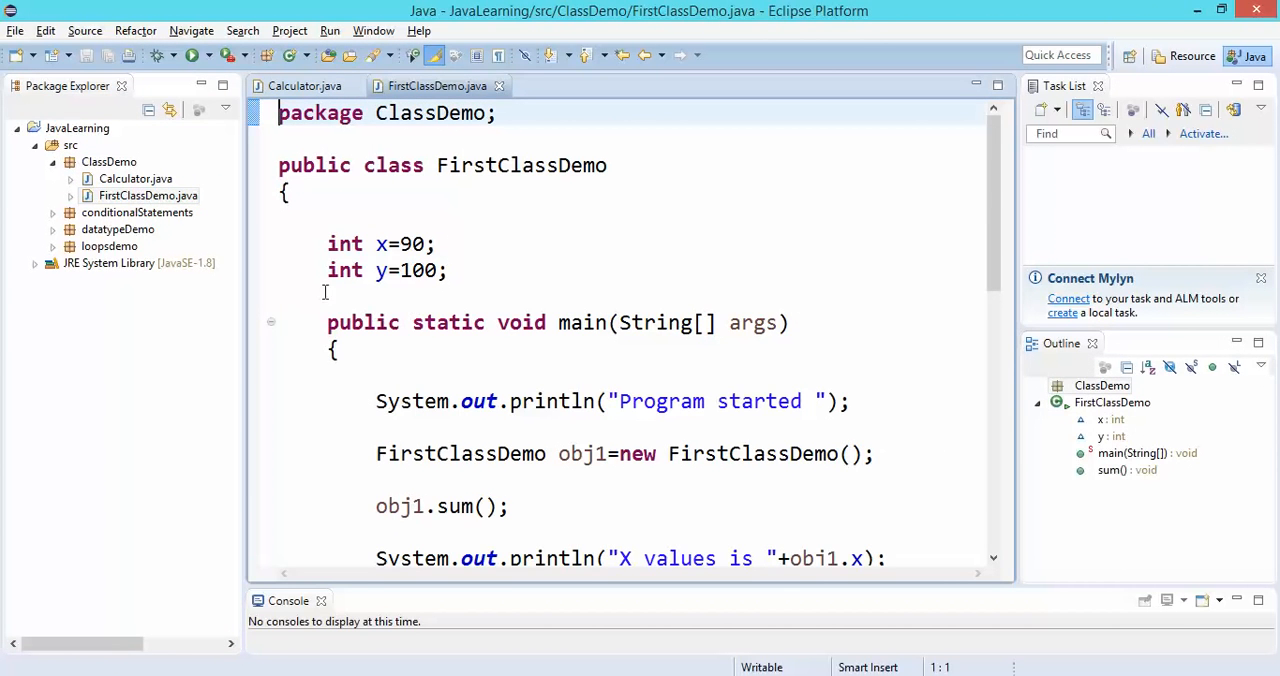 Java - JavaLearning/src/ClassDemo/FirstClassDemo.java - Eclipse Platform
File Edit Source Refactor Navigate Search Project Run Window Help
Quick Access Resource Java
Package Explorer
JavaLearning
src
ClassDemo
Calculator.java
FirstClassDemo.java
conditionalStatements
datatypeDemo
loopsdemo
JRE System Library [JavaSE-1.8]
Calculator.java FirstClassDemo.java
package ClassDemo;
public class FirstClassDemo
{
int x=90;
int y=100;
public static void main(String[] args)
{
System.out.println("Program started ");
FirstClassDemo obj1=new FirstClassDemo();
obj1.sum();
System.out.println("X values is "+obj1.x);
Task List
Find All Activate...
Connect Mylyn
Connect to your task and ALM tools or
create a local task.
Outline
ClassDemo
FirstClassDemo
x : int
y : int
main(String[]) : void
sum() : void
Console
No consoles to display at this time.
Writable Smart Insert 1 : 1